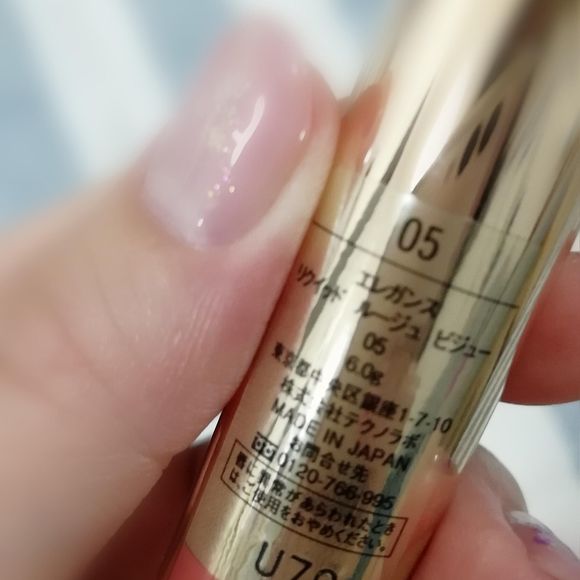 05
エレガンス
リクイッド ルージュ ビジュー
05
6.0g
東京都中央区銀座1-7-10
株式会社テクノラボ
MADE IN JAPAN
お問合せ先
0120-766-995
唇に異常があらわれたとき
は、ご使用をおやめください。